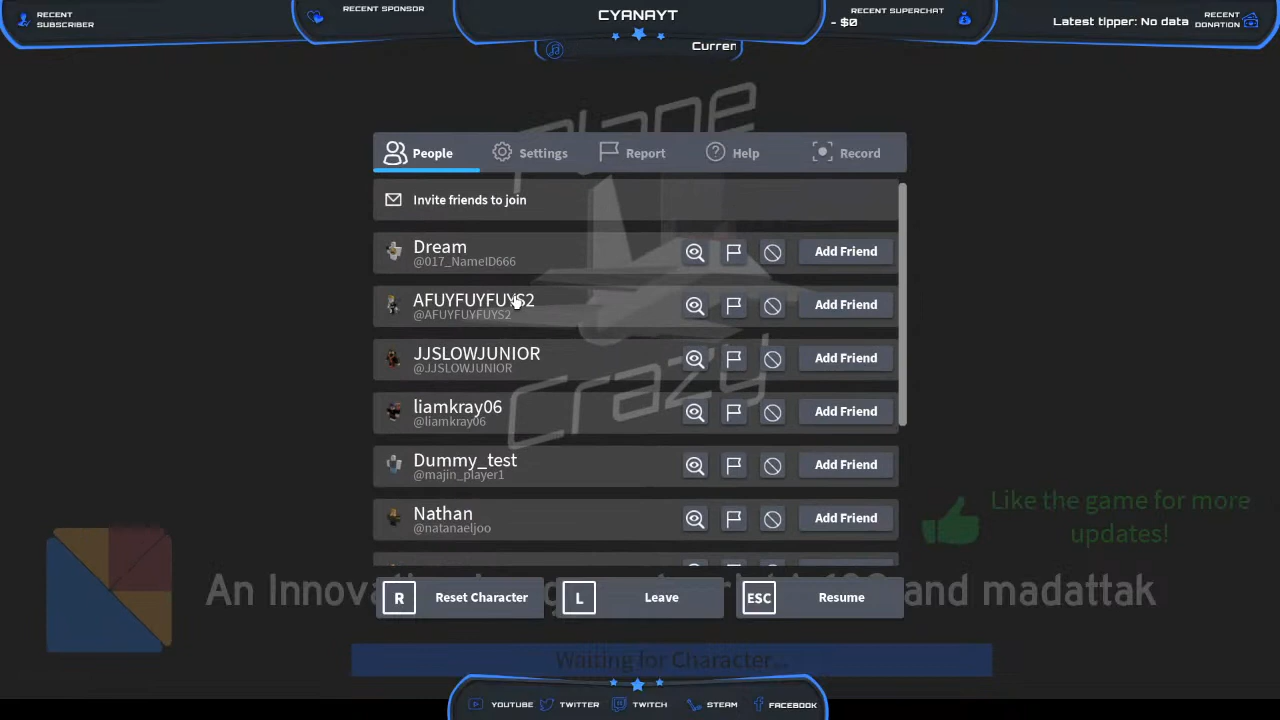 RECENT
SUBSCRIBER
RECENT SPONSOR
CYANAYT
RECENT SUPERCHAT
- $0
Latest tipper: No data
RECENT
DONATION
Curren
Plane
People
Settings
Report
Help
Record
Invite friends to join
Dream
@017_NameID666
Add Friend
AFUYFUYFUYS2
@AFUYFUYFUYS2
Add Friend
JJSLOWJUNIOR
@JJSLOWJUNIOR
Add Friend
Crazy
liamkray06
@liamkray06
Add Friend
Dummy_test
@majin_player1
Add Friend
Nathan
@natanaeljoo
Add Friend
Like the game for more
updates!
An and madattak
R Reset Character
L Leave
ESC Resume
Waiting for Character...
YOUTUBE TWITTER TWITCH STEAM FACEBOOK